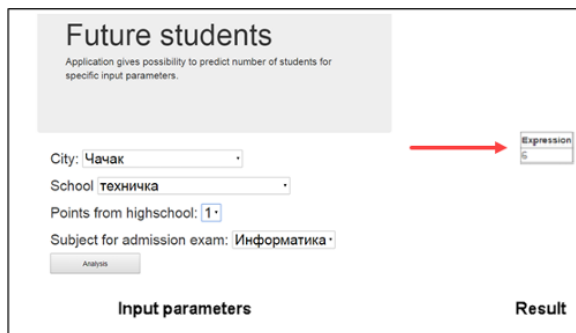 Future students
Application gives possibility to predict number of students for
specific input parameters.
Expression
6
City: Чачак
School техничка
Points from highschool: 1
Subject for admission exam: Информатика
Analysis
Input parameters
Result